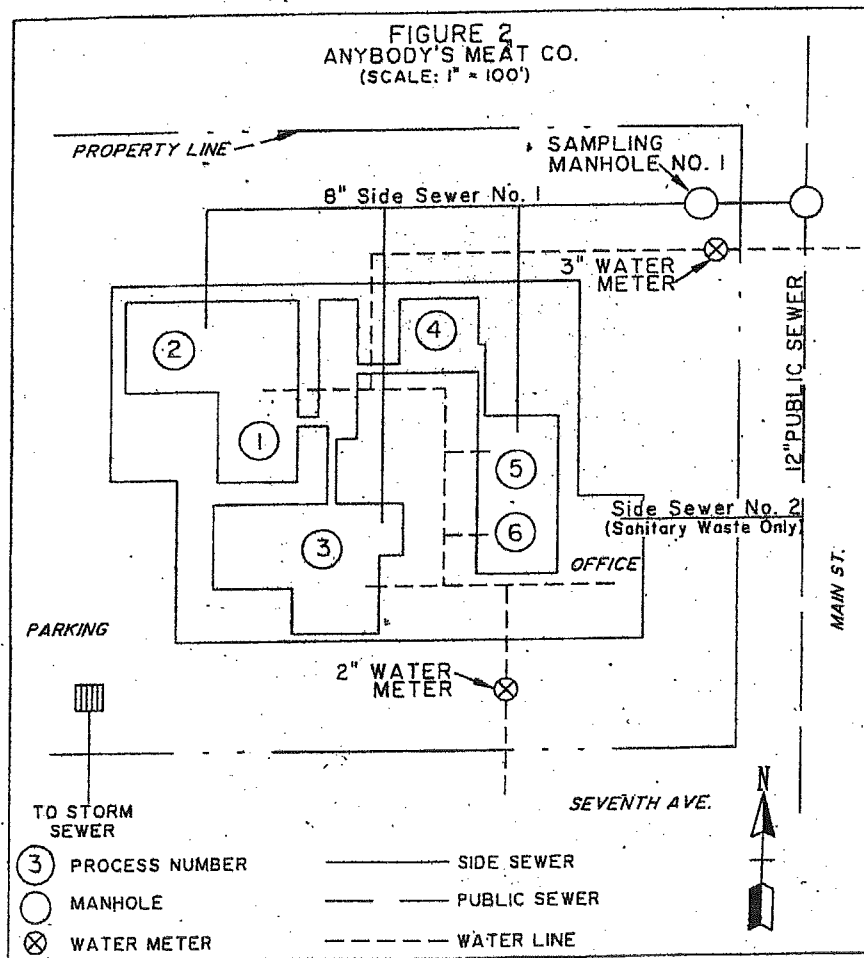 FIGURE 2
ANYBODY'S MEAT CO.
(SCALE: 1" = 100')
PROPERTY LINE
SAMPLING
MANHOLE NO. 1
8" Side Sewer No. 1
3" WATER
METER
12" PUBLIC SEWER
2
4
1
5
3
6
Side Sewer No. 2
(Sanitary Waste Only)
OFFICE
MAIN ST.
PARKING
2" WATER
METER
TO STORM
SEWER
SEVENTH AVE.
N
3 PROCESS NUMBER
SIDE SEWER
MANHOLE
PUBLIC SEWER
WATER METER
WATER LINE